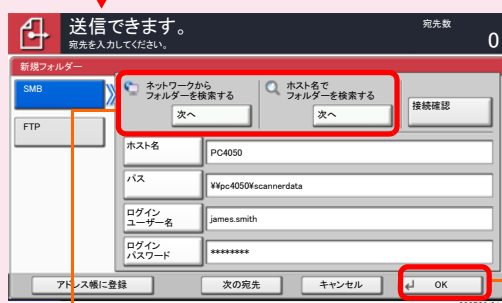 送信できます。
宛先を入力してください。
宛先数
0
新規フォルダー
SMB
FTP
ネットワークから
フォルダーを検索する
次へ
ホスト名で
フォルダーを検索する
次へ
接続確認
ホスト名
PC4050
パス
¥¥pc4050¥scannerdata
ログイン
ユーザー名
james.smith
ログイン
パスワード
********
アドレス帳に登録
次の宛先
キャンセル
OK